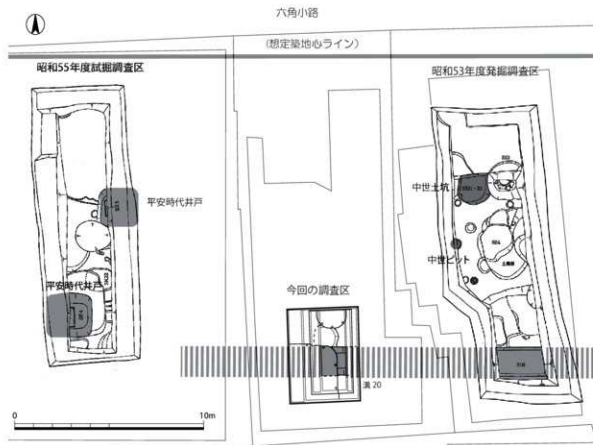 六角小路
(想定築地心ライン)
昭和55年度試掘調査区
昭和53年度発掘調査区
平安時代井戸
中世土坑
中世ピット
平安時代井戸
今回の調査区
溝 20
0
10m